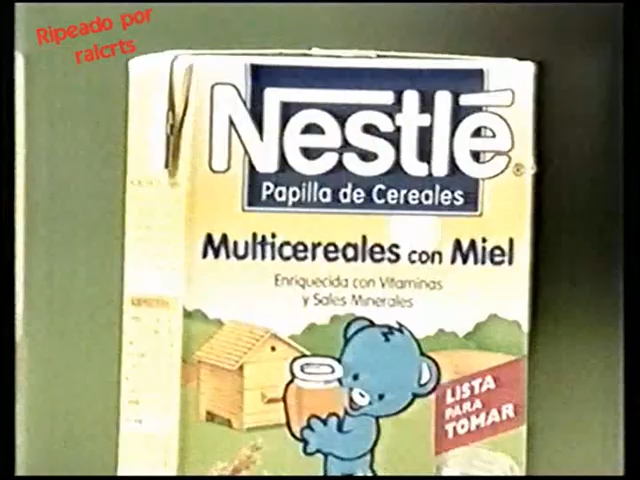 Ripeado por
ralcrts
Nestlé
Papilla de Cereales
Multicereales con Miel
Enriquecida con Vitaminas
y Sales Minerales
LISTA
PARA
TOMAR